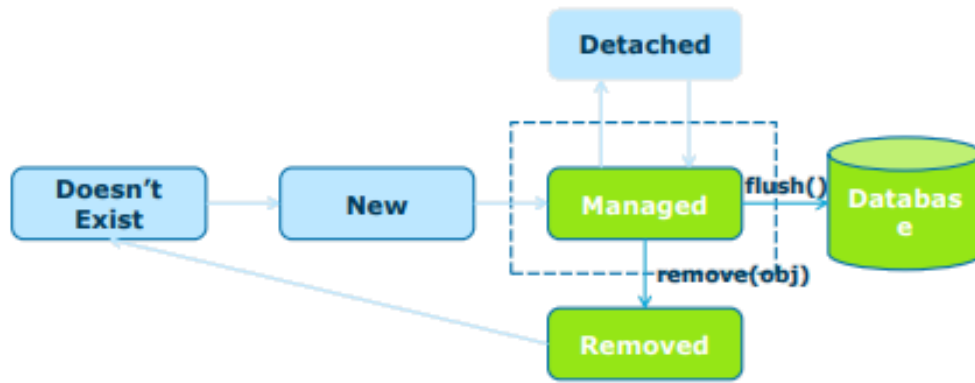 Detached
Doesn't
Exist
New
Managed
flush()
Databas
e
remove(obj)
Removed